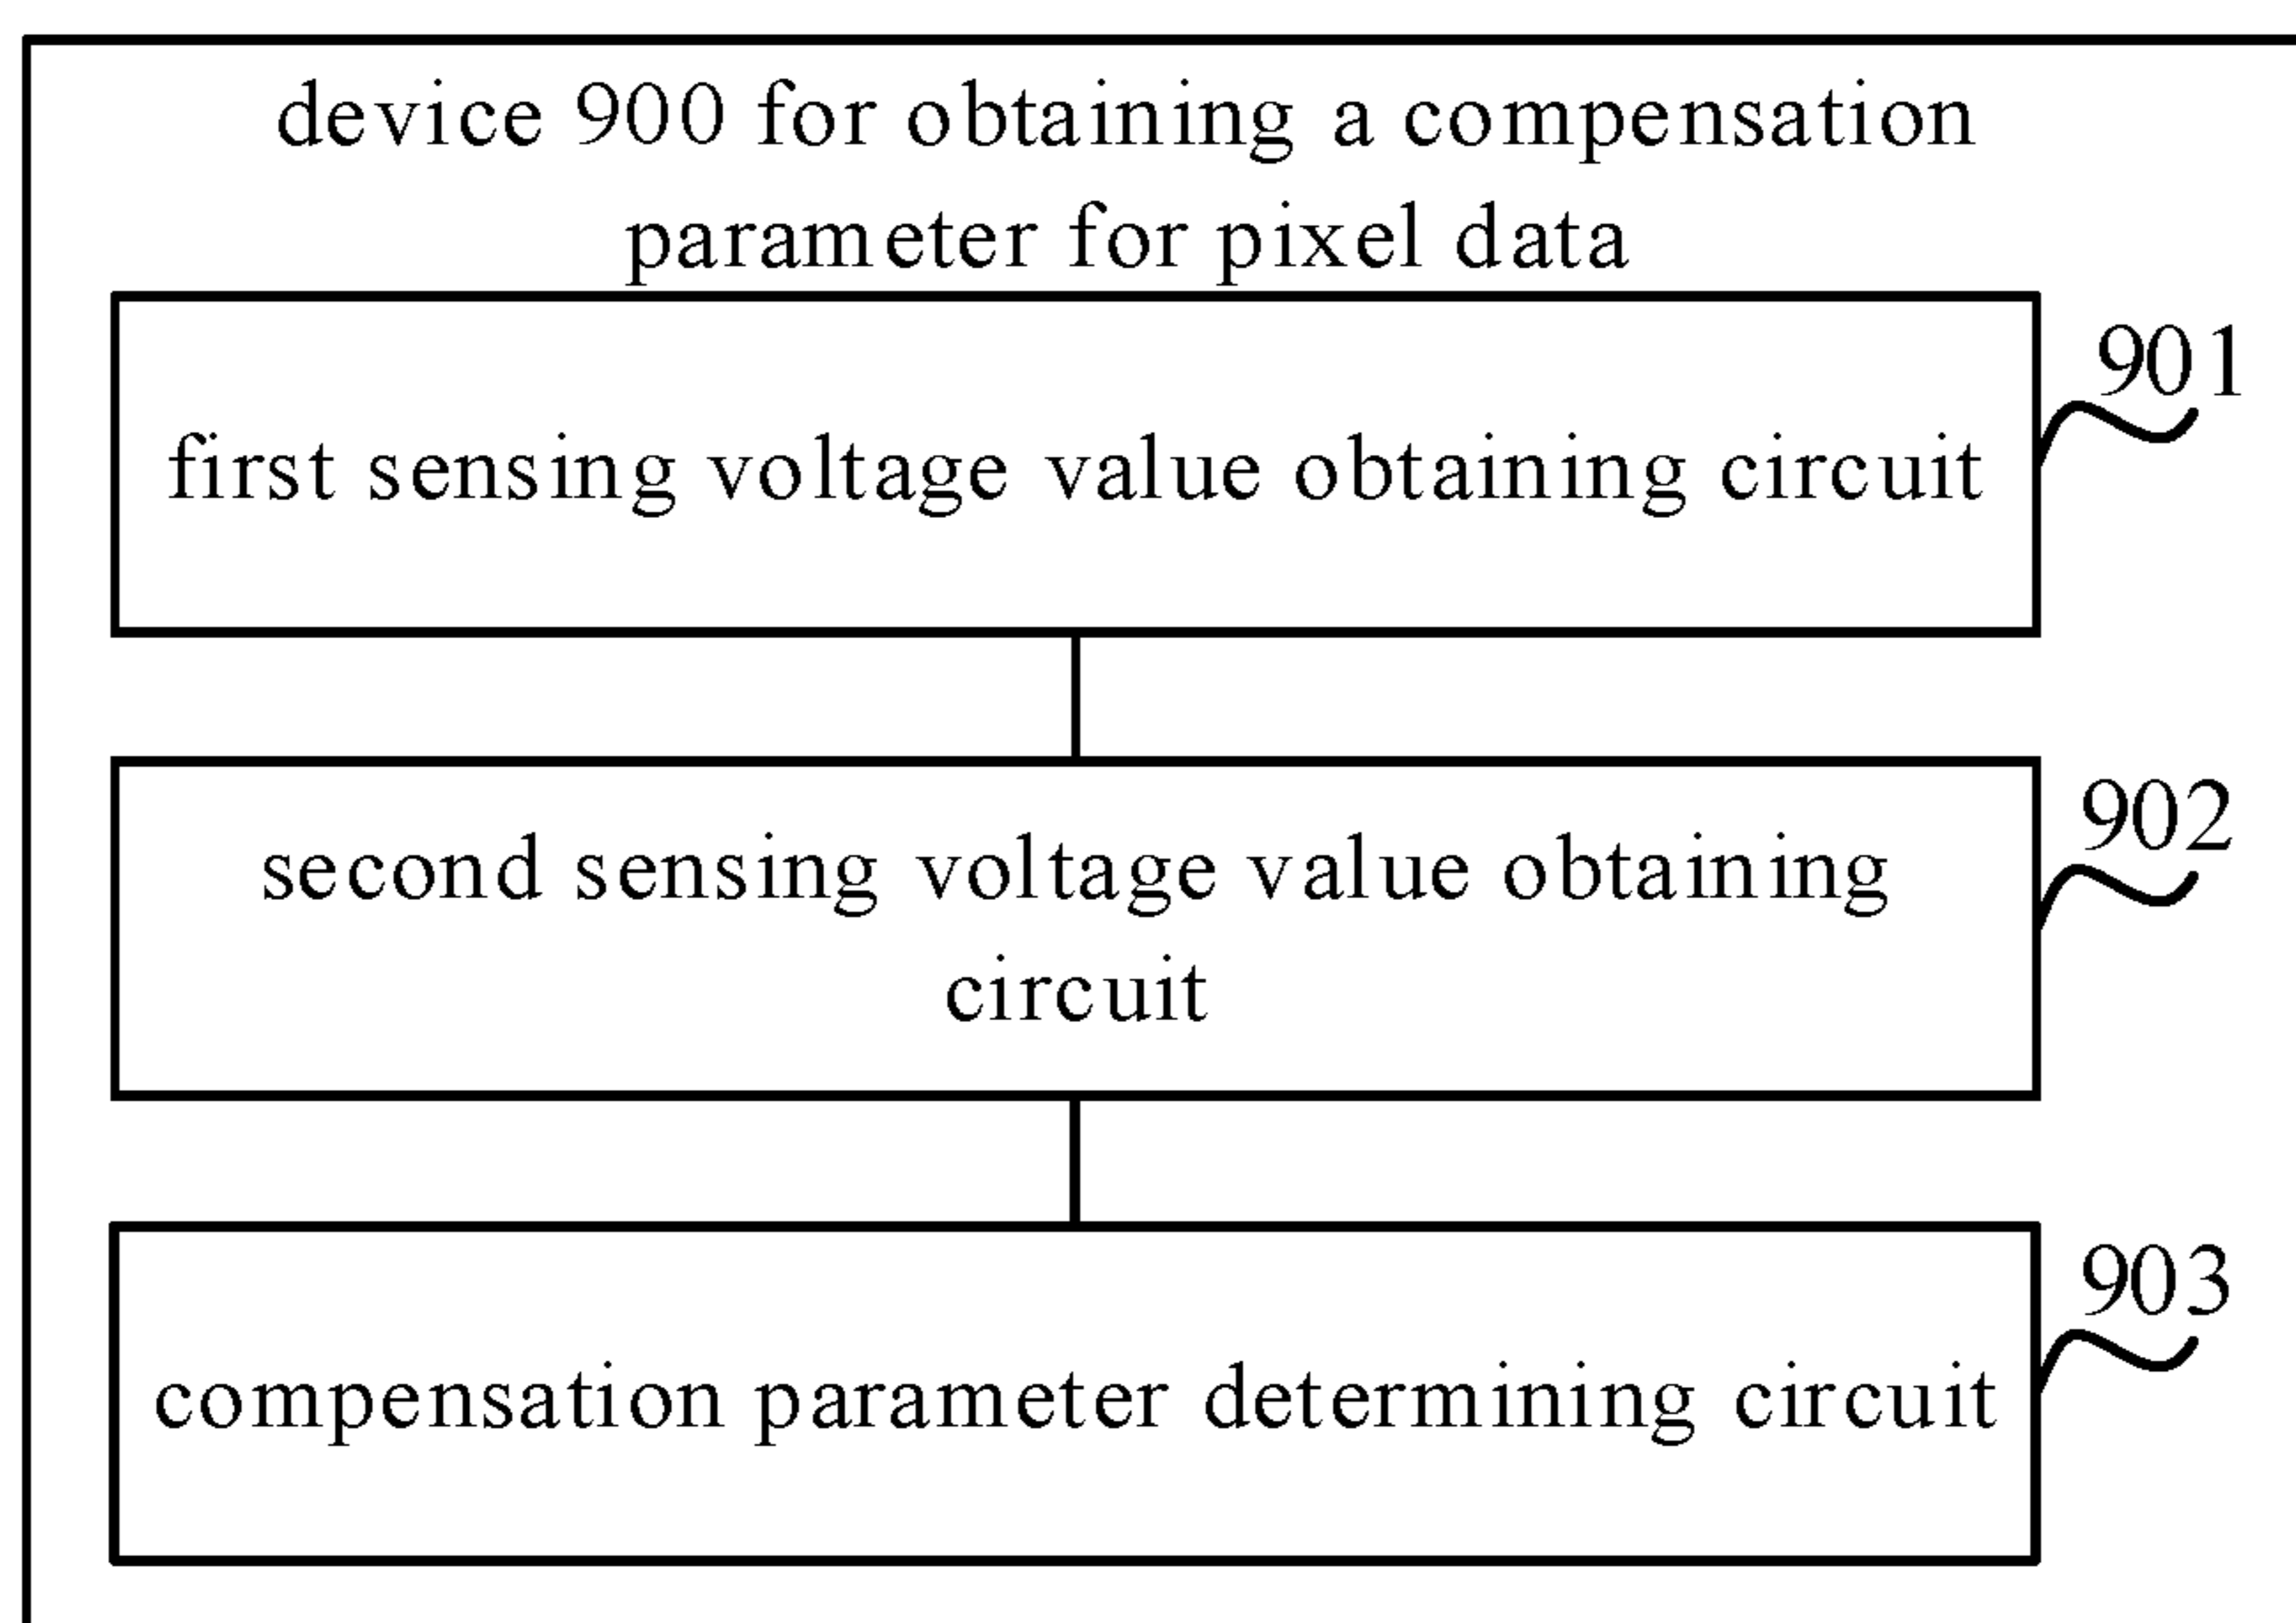 device 900 for obtaining a compensation
parameter for pixel data
901
first sensing voltage value obtaining circuit
902
second sensing voltage value obtaining
circuit
903
compensation parameter determining circuit